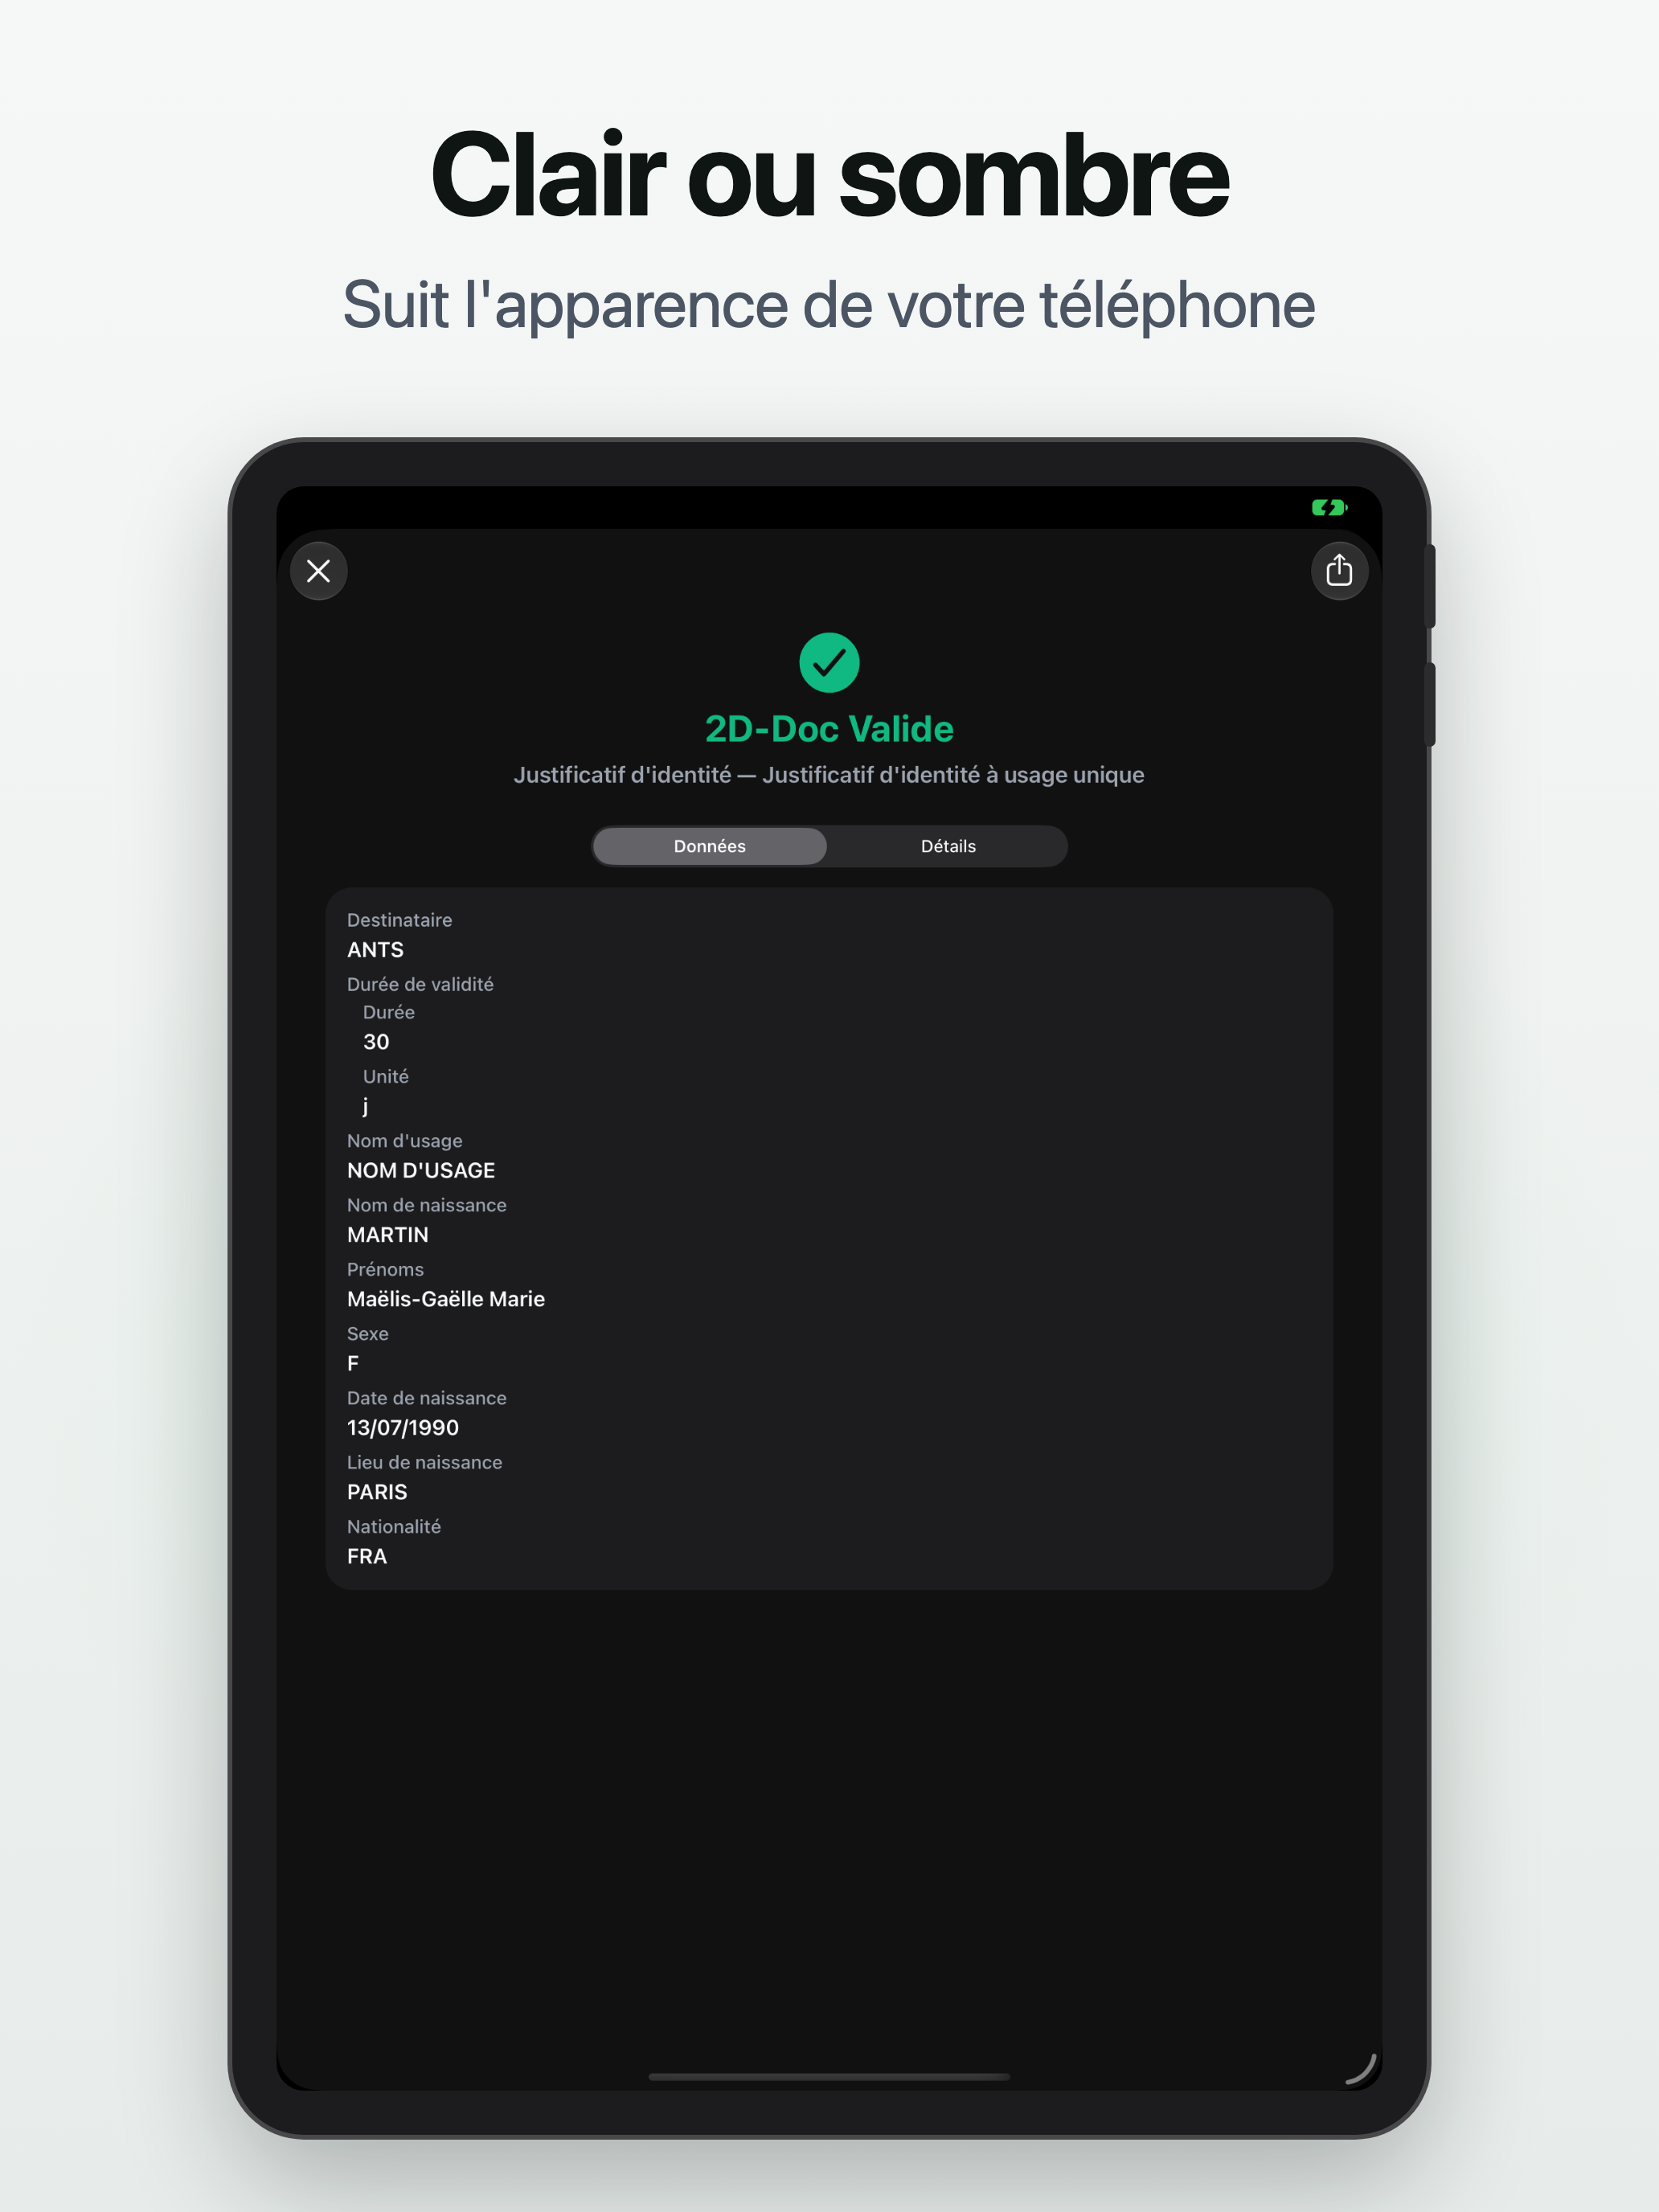 Clair ou sombre
Suit l'apparence de votre téléphone
2D-Doc Valide
Justificatif d'identité — Justificatif d'identité à usage unique
Données Détails
Destinataire
ANTS
Durée de validité
Durée
30
Unité
j
Nom d'usage
NOM D'USAGE
Nom de naissance
MARTIN
Prénoms
Maëlis-Gaëlle Marie
Sexe
F
Date de naissance
13/07/1990
Lieu de naissance
PARIS
Nationalité
FRA